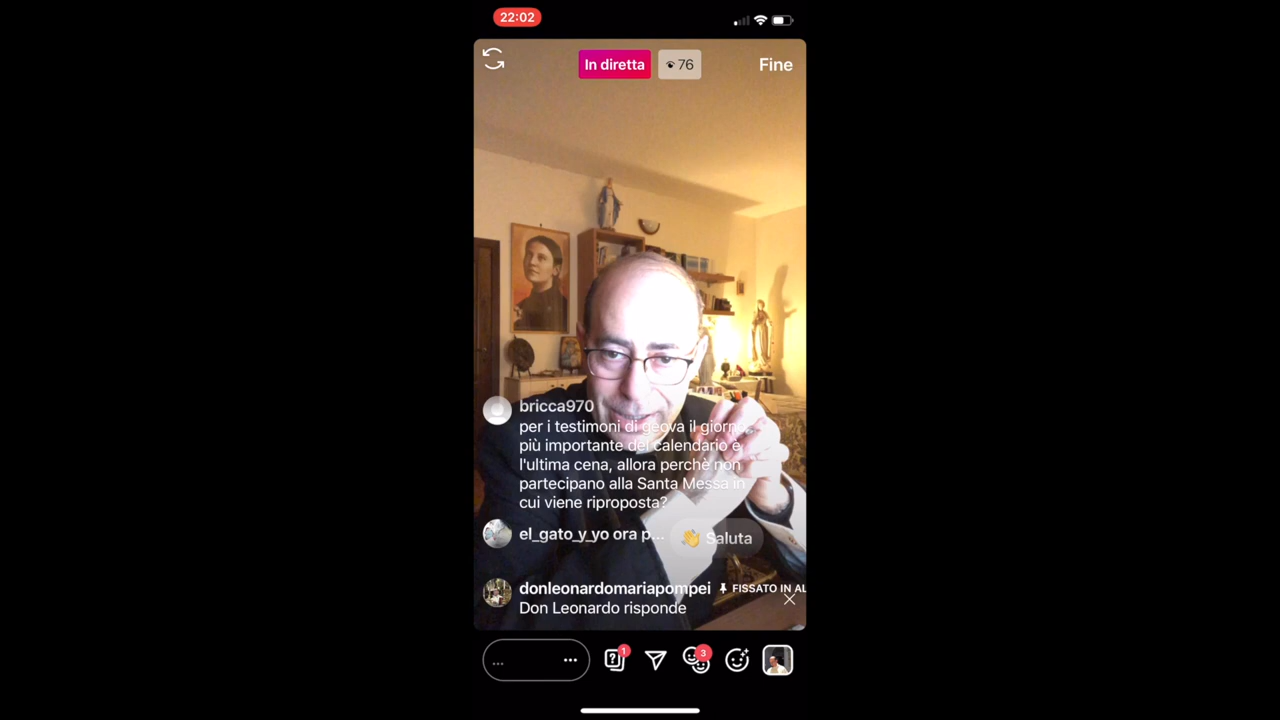 22:02
In diretta
76
Fine
bricca970
per i testimoni di geova il giorno
più importante del calendario è
l'ultima cena, allora perchè non
partecipano alla Santa Messa in
cui viene riproposta?
el_gato_y_yo ora p...
Saluta
donleonardomariapompei FISSATO IN AL
Don Leonardo risponde
...
1
3